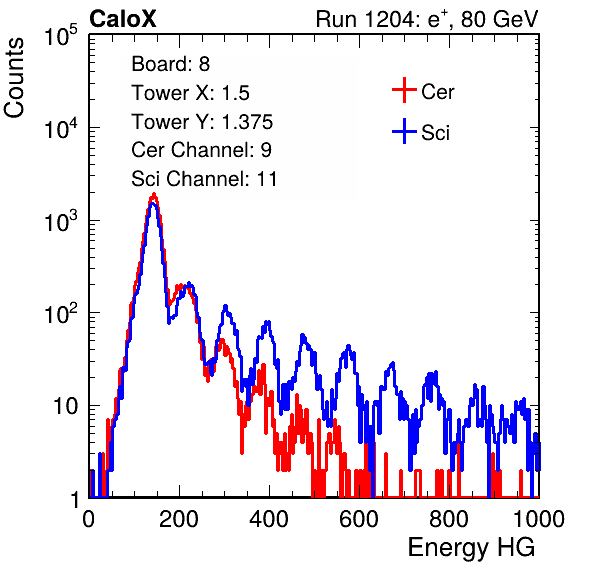 CaloX Run 1204: e⁺, 80 GeV
Counts
10⁵
10⁴
10³
10²
10
1
Board: 8
Tower X: 1.5
Tower Y: 1.375
Cer Channel: 9
Sci Channel: 11
Cer
Sci
0 200 400 600 800 1000
Energy HG